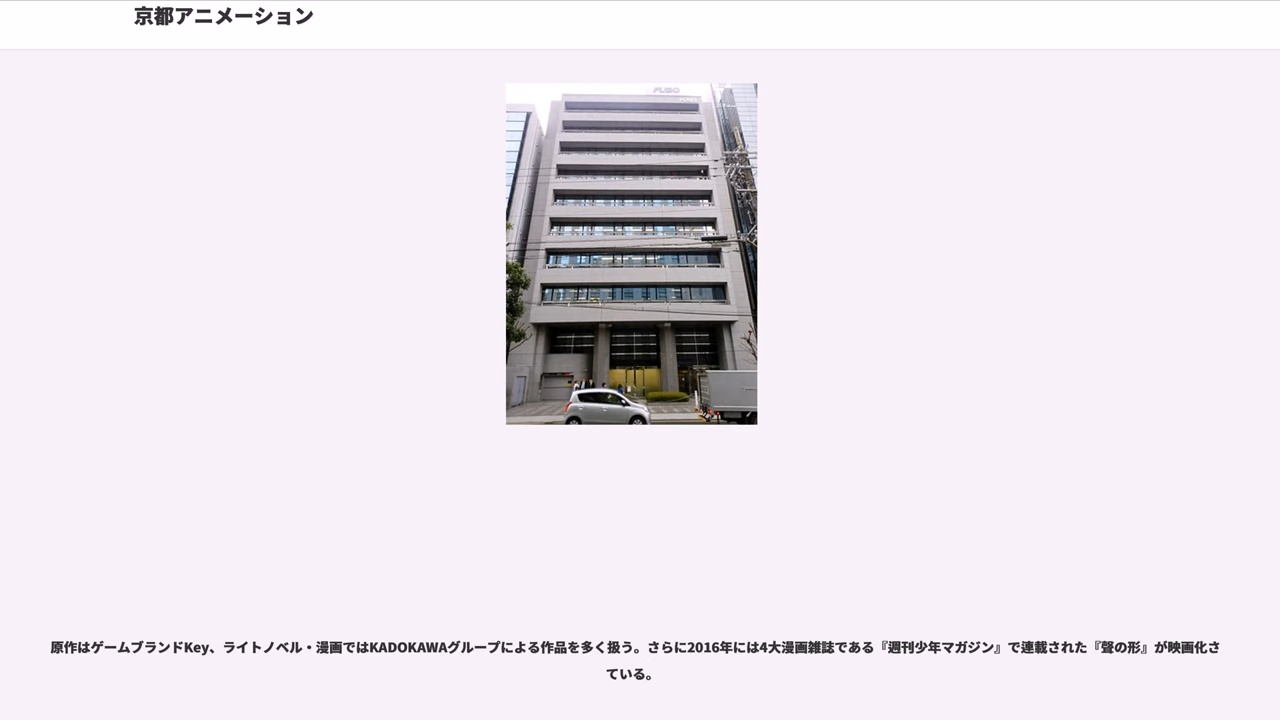 京都アニメーション
原作はゲームブランドKey、ライトノベル・漫画ではKADOKAWAグループによる作品を多く扱う。さらに2016年には4大漫画雑誌である『週刊少年マガジン』で連載された『聲の形』が映画化さ
ている。